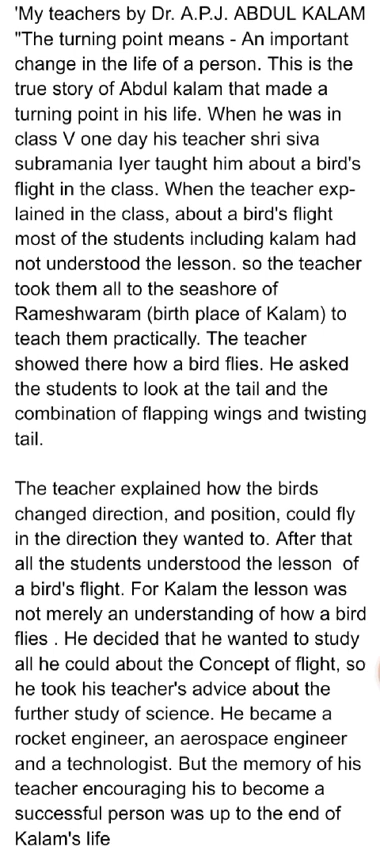 'My teachers by Dr. A.P.J. ABDUL KALAM
"The turning point means - An important
change in the life of a person. This is the
true story of Abdul kalam that made a
turning point in his life. When he was in
class V one day his teacher shri siva
subramania Iyer taught him about a bird's
flight in the class. When the teacher exp-
lained in the class, about a bird's flight
most of the students including kalam had
not understood the lesson. so the teacher
took them all to the seashore of
Rameshwaram (birth place of Kalam) to
teach them practically. The teacher
showed there how a bird flies. He asked
the students to look at the tail and the
combination of flapping wings and twisting
tail.

The teacher explained how the birds
changed direction, and position, could fly
in the direction they wanted to. After that
all the students understood the lesson  of
a bird's flight. For Kalam the lesson was
not merely an understanding of how a bird
flies . He decided that he wanted to study
all he could about the Concept of flight, so
he took his teacher's advice about the
further study of science. He became a
rocket engineer, an aerospace engineer
and a technologist. But the memory of his
teacher encouraging his to become a
successful person was up to the end of
Kalam's life